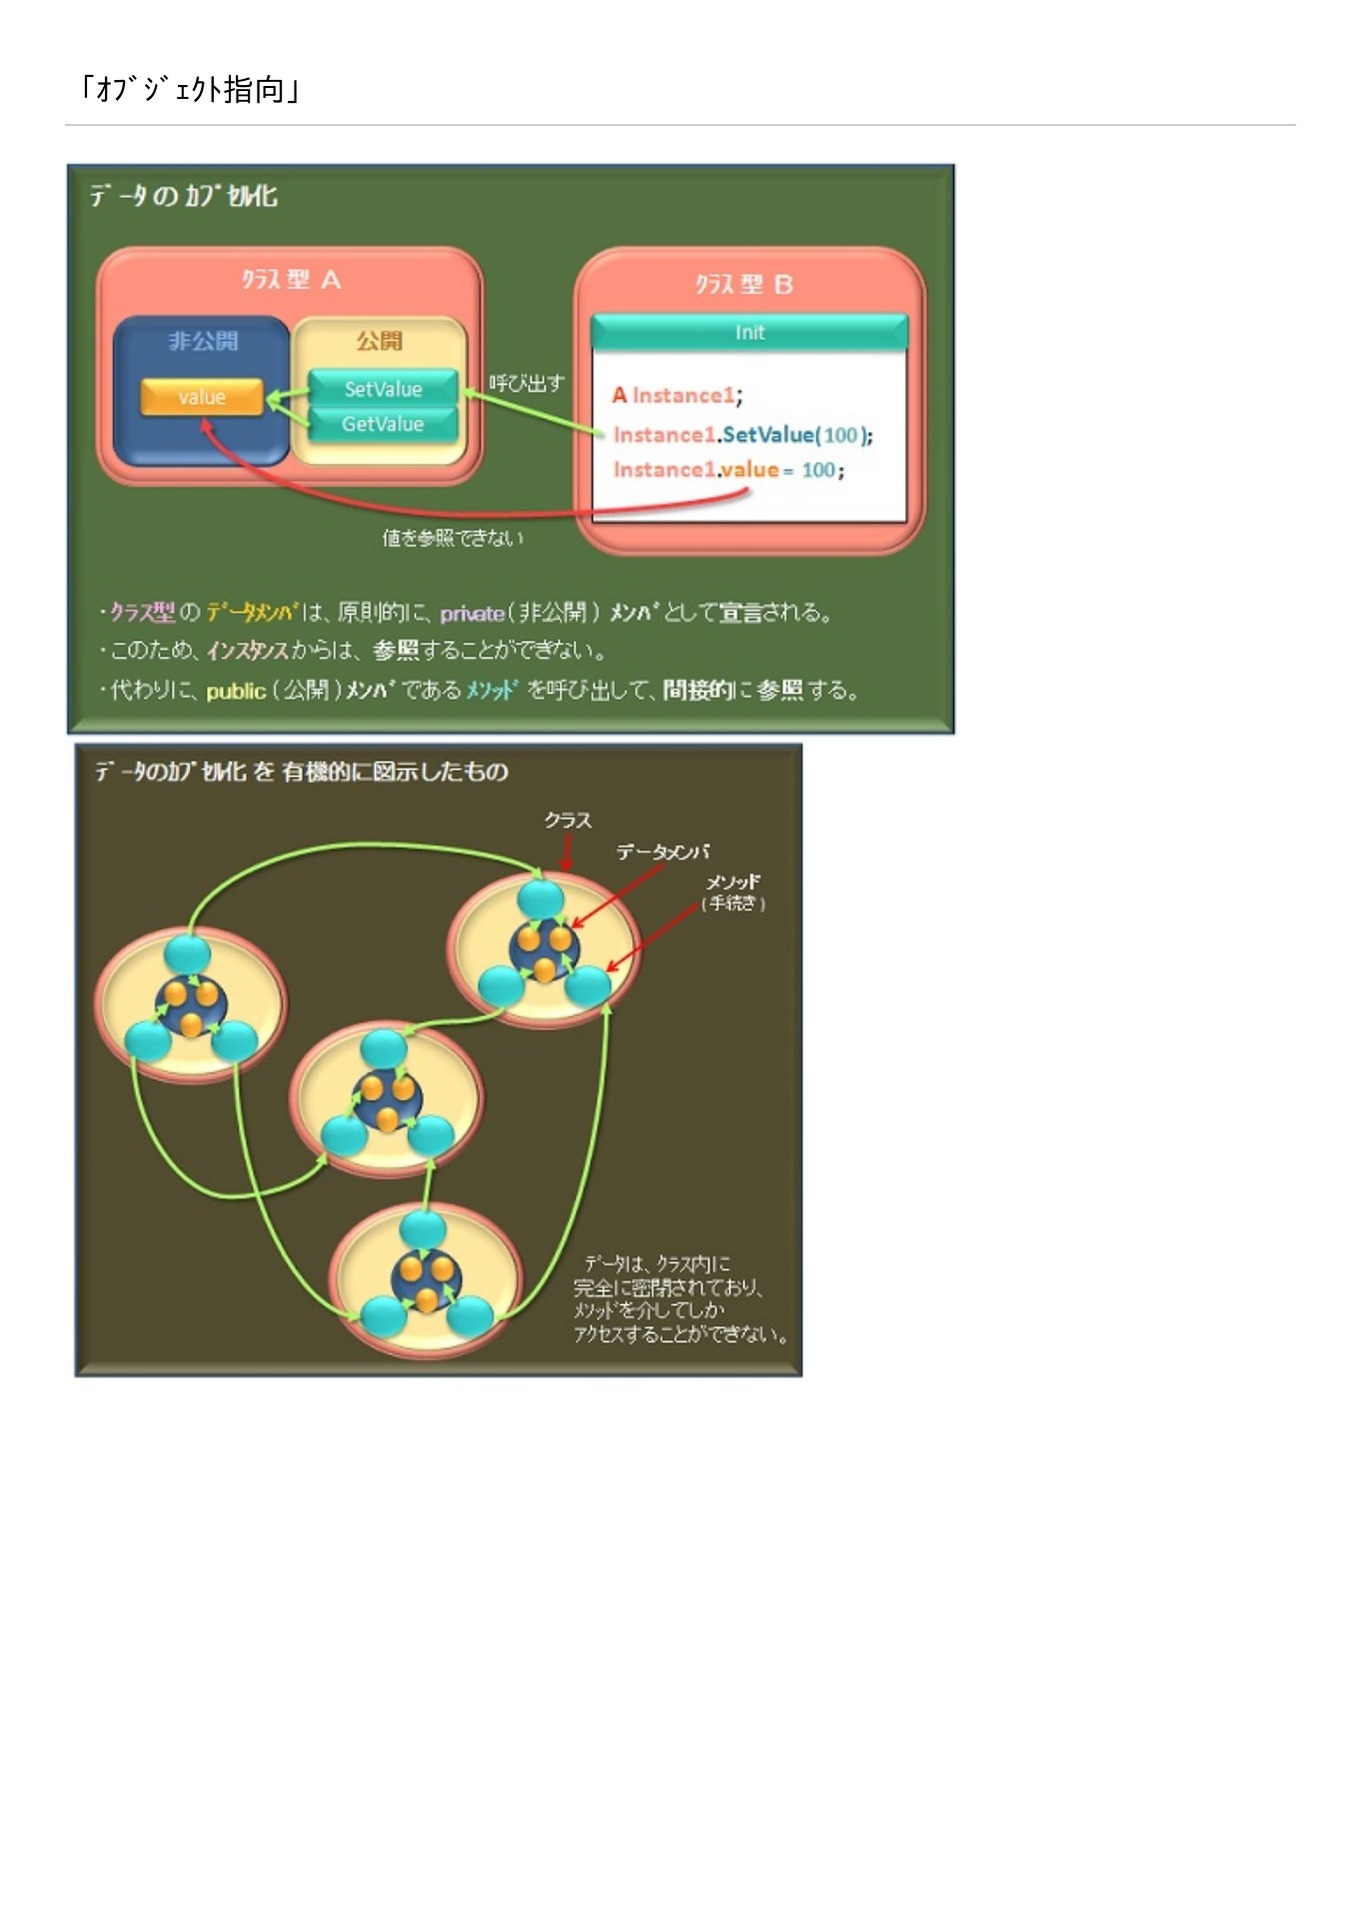 「ｵﾌﾞｼﾞｪｸﾄ指向」
ﾃﾞｰﾀ の ｶﾌﾟｾﾙ化
ｸﾗｽ 型 A
非公開
公開
value
SetValue
GetValue
呼び出す
ｸﾗｽ 型 B
Init
A Instance1;
Instance1.SetValue(100);
Instance1.value = 100;
値を参照できない
・クラス型 の ﾃﾞｰﾀﾒﾝﾊﾞ は、原則的に、private（非公開）ﾒﾝﾊﾞ として宣言される。
・このため、ｲﾝｽﾀﾝｽ からは、参照することができない。
・代わりに、public（公開）ﾒﾝﾊﾞ である ﾒｿｯﾄﾞ を呼び出して、間接的に参照する。
ﾃﾞｰﾀのｶﾌﾟｾﾙ化 を 有機的に図示したもの
クラス
データメンバ
メソッド
（手続き）
ﾃﾞｰﾀは、ｸﾗｽ内に
完全に密閉されており、
ﾒｿｯﾄﾞを介してしか
ｱｸｾｽすることができない。